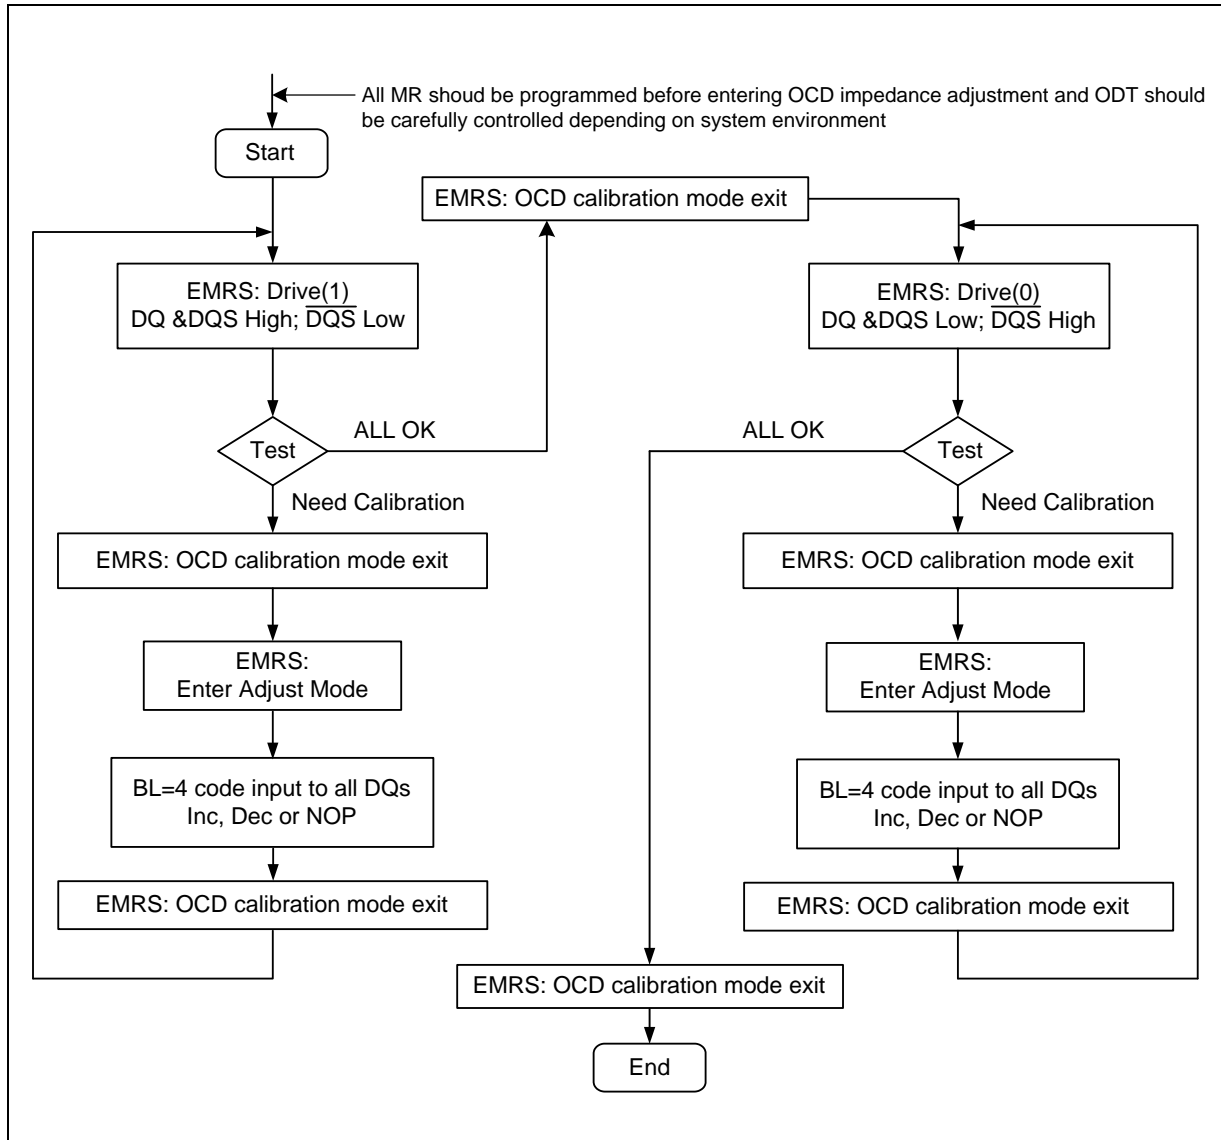 All MR shoud be programmed before entering OCD impedance adjustment and ODT should
be carefully controlled depending on system environment
Start
EMRS: OCD calibration mode exit
EMRS: Drive(1)
DQ &DQS High; D̅Q̅S̅ Low
EMRS: Drive(0)
DQ &DQS Low; D̅Q̅S̅ High
Test
ALL OK
ALL OK
Test
Need Calibration
Need Calibration
EMRS: OCD calibration mode exit
EMRS: OCD calibration mode exit
EMRS:
Enter Adjust Mode
EMRS:
Enter Adjust Mode
BL=4 code input to all DQs
Inc, Dec or NOP
BL=4 code input to all DQs
Inc, Dec or NOP
EMRS: OCD calibration mode exit
EMRS: OCD calibration mode exit
EMRS: OCD calibration mode exit
End